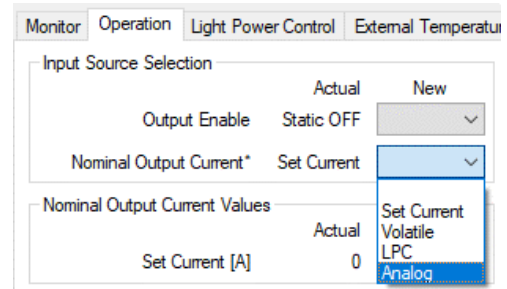 Monitor Operation Light Power Control External Temperatu
Input Source Selection
Actual New
Output Enable Static OFF
Nominal Output Current* Set Current
Nominal Output Current Values
Actual
Set Current [A] 0
Set Current
Volatile
LPC
Analog